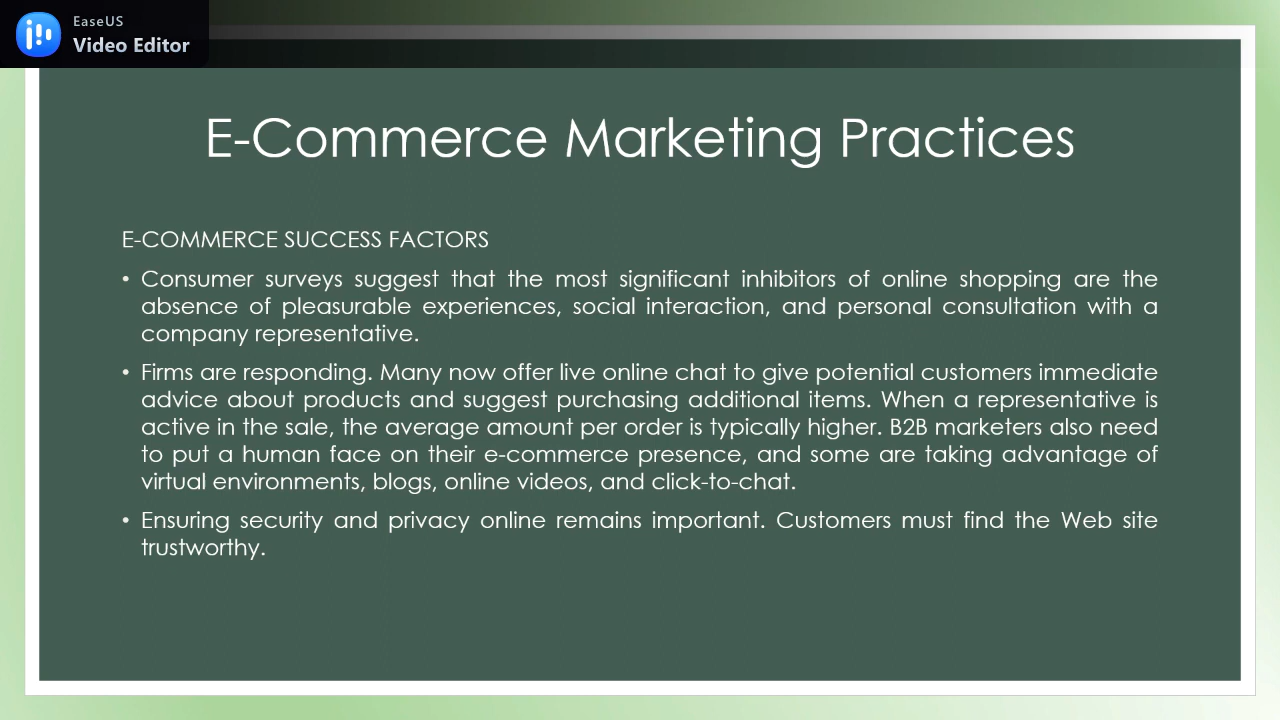 EaseUS
Video Editor
E-Commerce Marketing Practices
E-COMMERCE SUCCESS FACTORS
• Consumer surveys suggest that the most significant inhibitors of online shopping are the
absence of pleasurable experiences, social interaction, and personal consultation with a
company representative.
• Firms are responding. Many now offer live online chat to give potential customers immediate
advice about products and suggest purchasing additional items. When a representative is
active in the sale, the average amount per order is typically higher. B2B marketers also need
to put a human face on their e-commerce presence, and some are taking advantage of
virtual environments, blogs, online videos, and click-to-chat.
• Ensuring security and privacy online remains important. Customers must find the Web site
trustworthy.